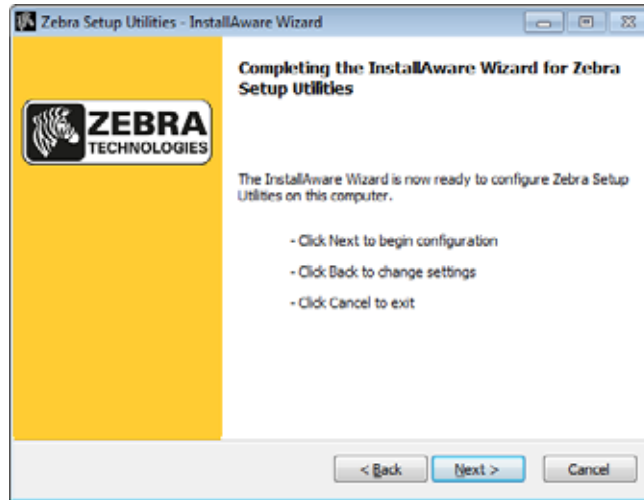 Zebra Setup Utilities - InstallAware Wizard
Completing the InstallAware Wizard for Zebra
Setup Utilities
ZEBRA
TECHNOLOGIES
The InstallAware Wizard is now ready to configure Zebra Setup
Utilities on this computer.
- Click Next to begin configuration
- Click Back to change settings
- Click Cancel to exit
< Back
Next >
Cancel